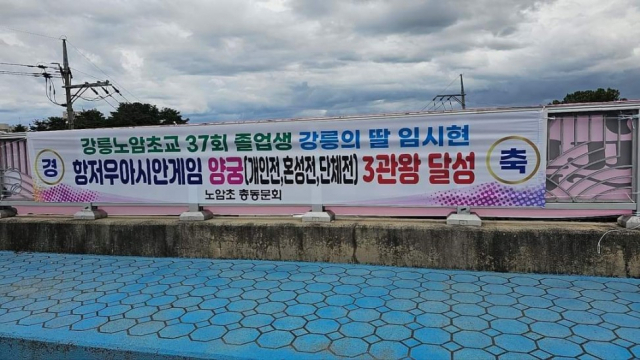 강릉노암초교 37회 졸업생 강릉의 딸 임시현
경 항저우아시안게임 양궁(개인전,혼성전,단체전) 3관왕 달성 축
노암초 총동문회